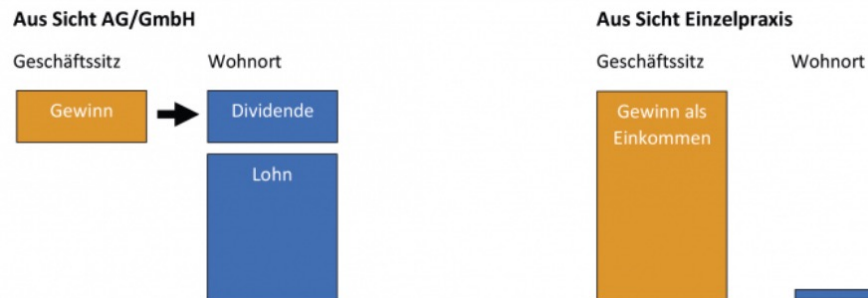 Aus Sicht AG/GmbH
Geschäftssitz Wohnort
Gewinn
Dividende
Lohn
Aus Sicht Einzelpraxis
Geschäftssitz Wohnort
Gewinn als
Einkommen